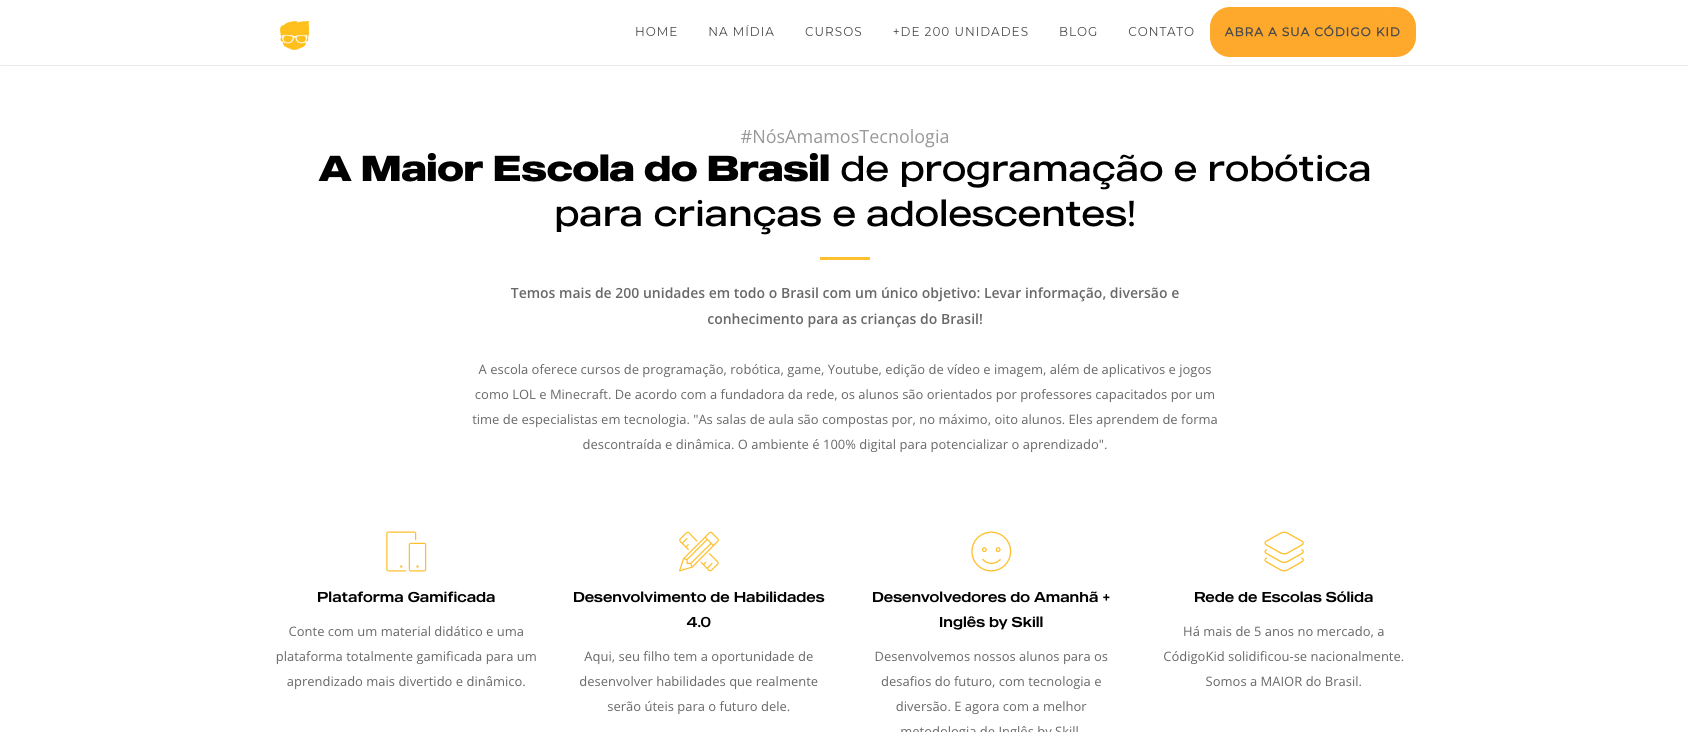 HOME NA MÍDIA CURSOS +DE 200 UNIDADES BLOG CONTATO ABRA A SUA CÓDIGO KID
#NósAmamosTecnologia
A Maior Escola do Brasil de programação e robótica
para crianças e adolescentes!
Temos mais de 200 unidades em todo o Brasil com um único objetivo: Levar informação, diversão e
conhecimento para as crianças do Brasil!
A escola oferece cursos de programação, robótica, game, Youtube, edição de vídeo e imagem, além de aplicativos e jogos
como LOL e Minecraft. De acordo com a fundadora da rede, os alunos são orientados por professores capacitados por um
time de especialistas em tecnologia. "As salas de aula são compostas por, no máximo, oito alunos. Eles aprendem de forma
descontraída e dinâmica. O ambiente é 100% digital para potencializar o aprendizado".
Plataforma Gamificada
Conte com um material didático e uma
plataforma totalmente gamificada para um
aprendizado mais divertido e dinâmico.
Desenvolvimento de Habilidades
4.0
Aqui, seu filho tem a oportunidade de
desenvolver habilidades que realmente
serão úteis para o futuro dele.
Desenvolvedores do Amanhã +
Inglês by Skill
Desenvolvemos nossos alunos para os
desafios do futuro, com tecnologia e
diversão. E agora com a melhor
metodologia de Inglês by Skill
Rede de Escolas Sólida
Há mais de 5 anos no mercado, a
CódigoKid solidificou-se nacionalmente.
Somos a MAIOR do Brasil.